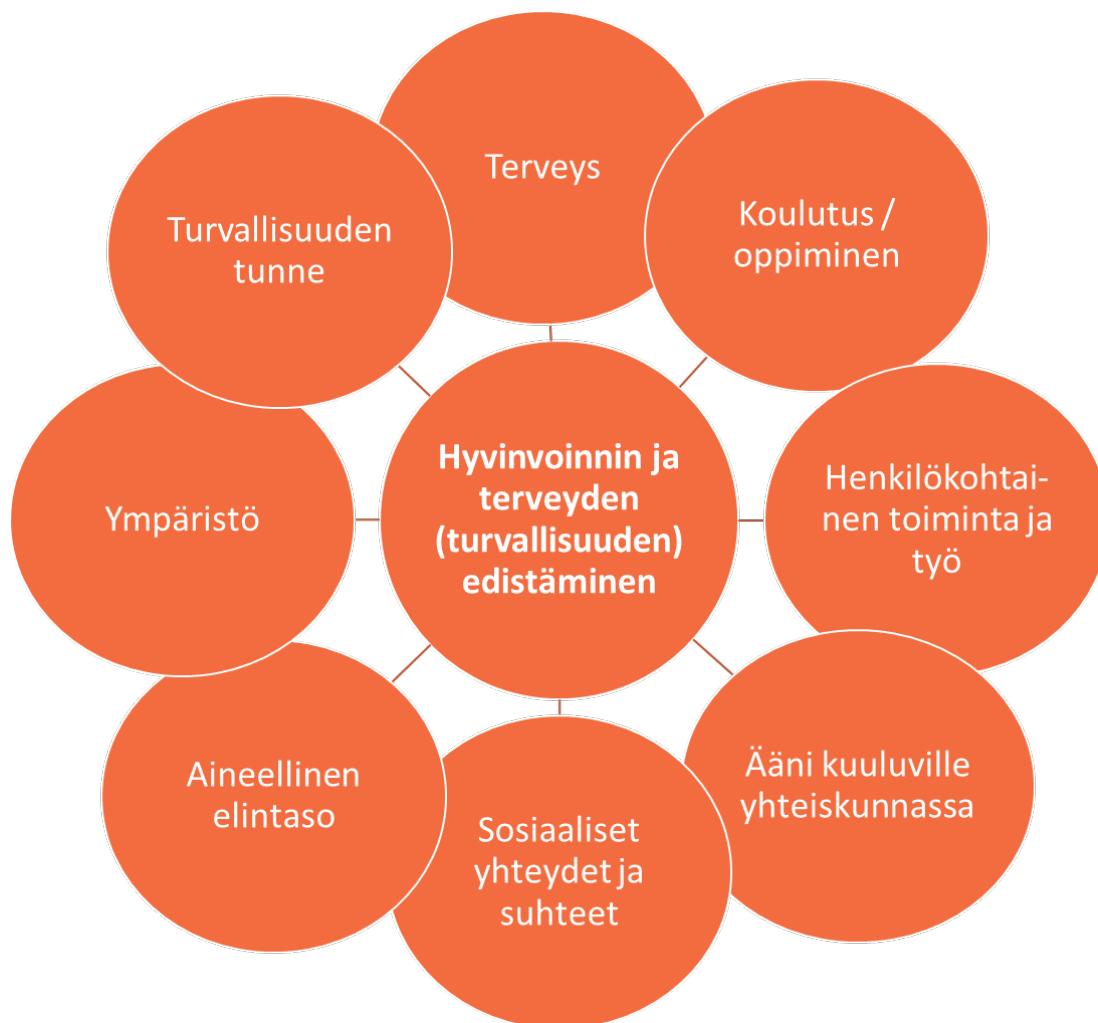 Terveys
Koulutus /
oppiminen
Henkilökohtai-
nen toiminta ja
työ
Ääni kuuluville
yhteiskunnassa
Sosiaaliset
yhteydet ja
suhteet
Aineellinen
elintaso
Ympäristö
Turvallisuuden
tunne
Hyvinvoinnin ja
terveyden
(turvallisuuden)
edistäminen